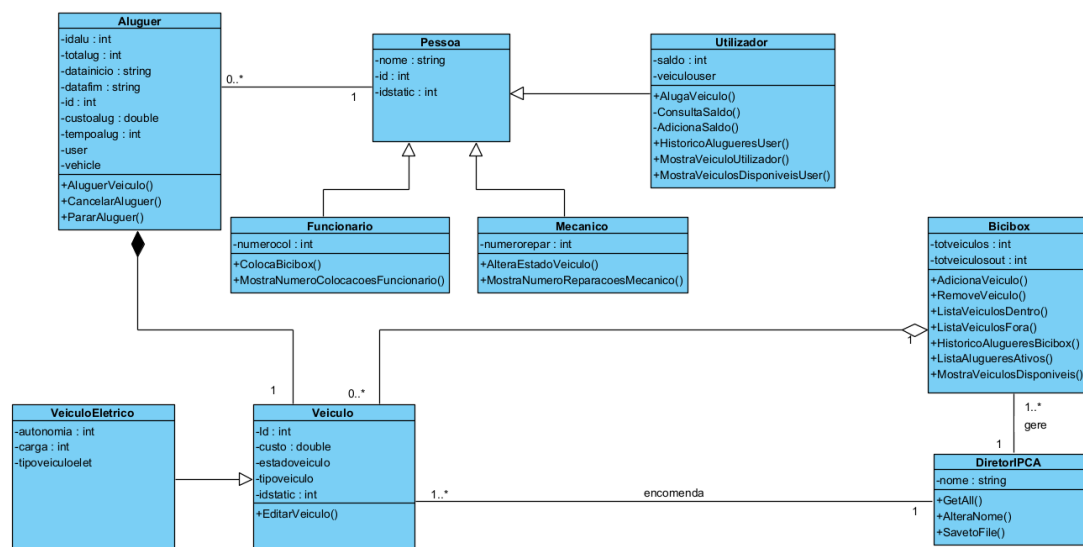 Aluguer
-idalu : int
-totalug : int
-datainicio : string
-datafim : string
-id : int
-custoalug : double
-tempoalug : int
-user
-vehicle
+AluguerVeiculo()
+CancelarAluguer()
+PararAluguer()
0..*
1
Pessoa
-nome : string
-id : int
-idstatic : int
Utilizador
-saldo : int
-veiculouser
+AlugaVeiculo()
-ConsultaSaldo()
-AdicionaSaldo()
+HistoricoAlugueresUser()
+MostraVeiculoUtilizador()
+MostraVeiculosDisponiveisUser()
Funcionario
-numerocol : int
+ColocaBicibox()
+MostraNumeroColocacoesFuncionario()
Mecanico
-numerorepar : int
+AlteraEstadoVeiculo()
+MostraNumeroReparacoesMecanico()
Bicibox
-totveiculos : int
-totveiculosout : int
+AdicionaVeiculo()
+RemoveVeiculo()
+ListaVeiculosDentro()
+ListaVeiculosFora()
+HistoricoAlugueresBicibox()
+ListaAlugueresAtivos()
+MostraVeiculosDisponiveis()
1
1
0..*
VeiculoEletrico
-autonomia : int
-carga : int
-tipoveiculoelet
Veiculo
-Id : int
-custo : double
-estadoveiculo
-tipoveiculo
-idstatic : int
+EditarVeiculo()
1..*
gere
1
DiretorIPCA
-nome : string
+GetAll()
+AlteraNome()
+SavetoFile()
1..*
encomenda
1